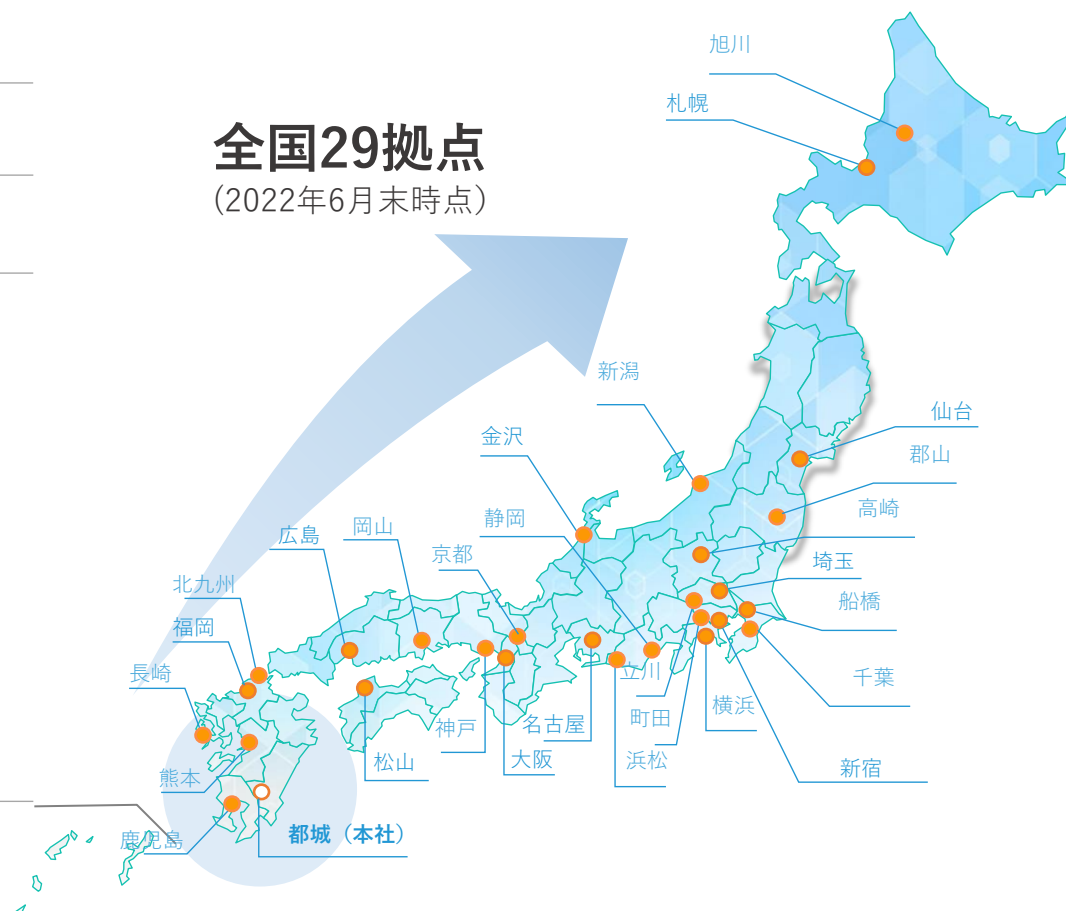 全国29拠点
(2022年6月末時点)
旭川
札幌
新潟
仙台
金沢
郡山
静岡
高崎
岡山
広島
京都
埼玉
北九州
船橋
福岡
長崎
立川
千葉
横浜
町田
神戸
名古屋
大阪
浜松
松山
新宿
熊本
都城（本社）
鹿児島